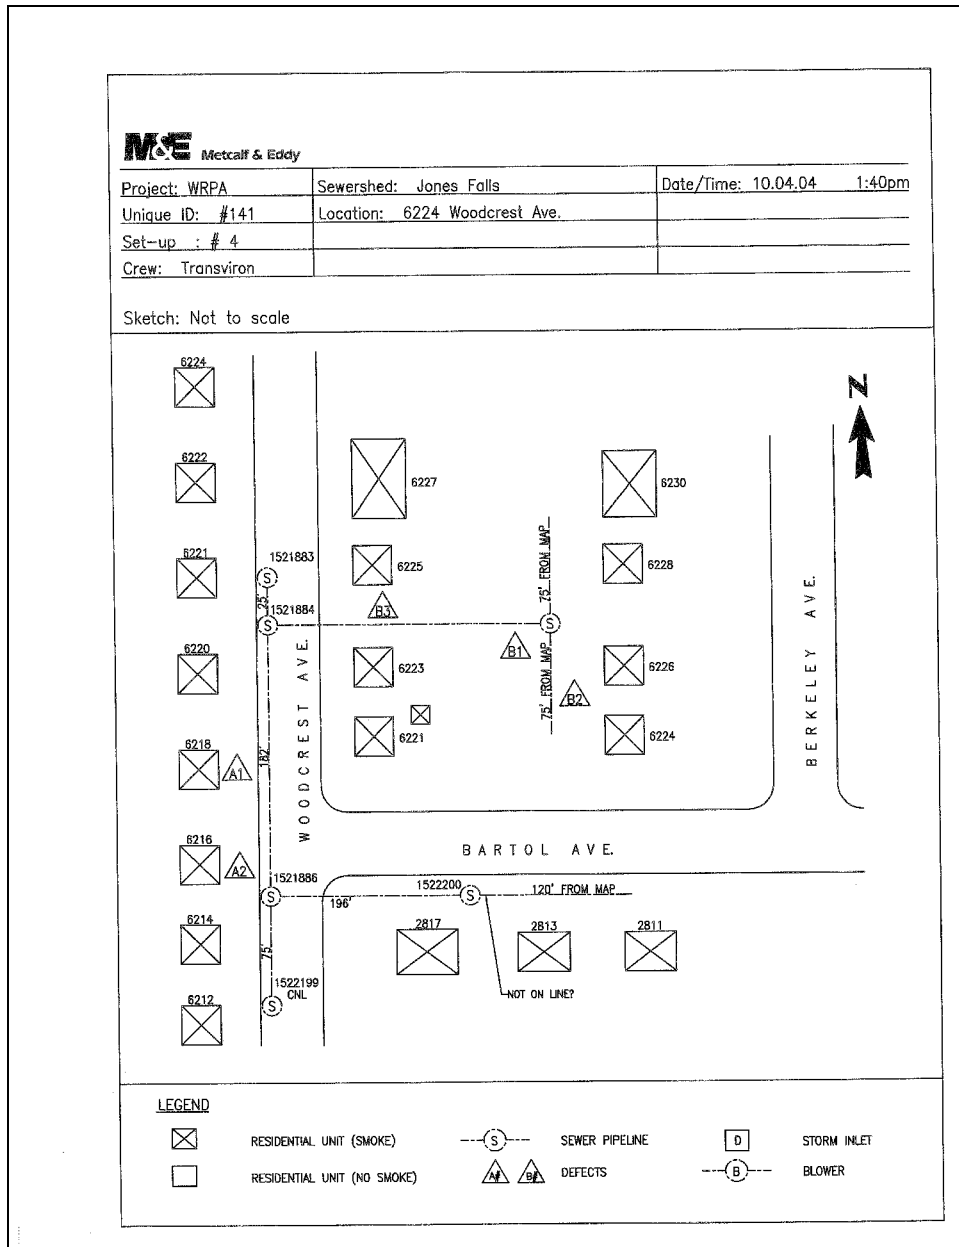 M&E Metcalf & Eddy
Project: WRPA
Sewershed: Jones Falls
Date/Time: 10.04.04 1:40pm
Unique ID: #141
Location: 6224 Woodcrest Ave.
Set-up : # 4
Crew: Transviron
Sketch: Not to scale
6224
N
6222
6227
6230
6221
1521883
6225
75' FROM MAP
6228
25'
1521884
B3
S
S
S
6220
6223
B1
6226
75' FROM MAP
B2
6221
6224
WOODCREST AVE.
BERKELEY AVE.
6218
A1
182'
BARTOL AVE.
6216
A2
1521886
1522200
S
S
120' FROM MAP
196'
6214
2817
2813
2811
75'
1522199
CNL
NOT ON LINE?
6212
S
LEGEND
RESIDENTIAL UNIT (SMOKE)
S
SEWER PIPELINE
D
STORM INLET
RESIDENTIAL UNIT (NO SMOKE)
A# B#
DEFECTS
B
BLOWER